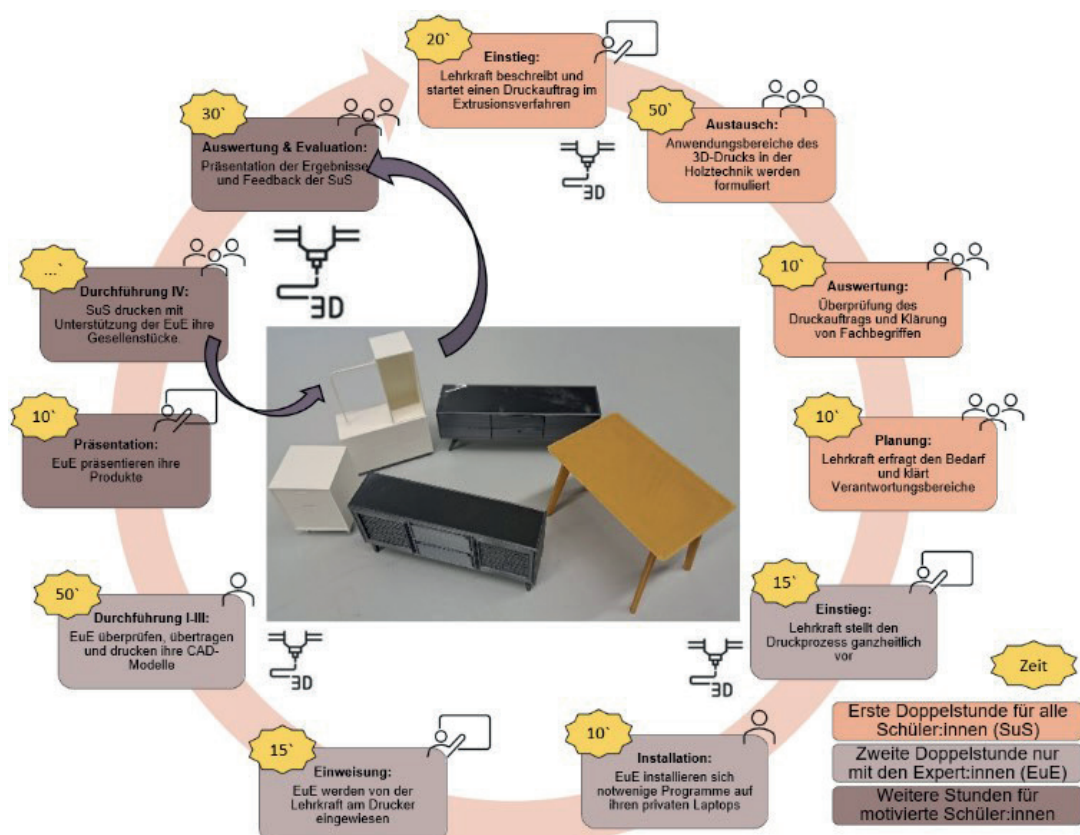 20`
Einstieg:
Lehrkraft beschreibt und
startet einen Druckauftrag im
Extrusionsverfahren
50`
Austausch:
Anwendungsbereiche des
3D-Drucks in der
Holztechnik werden
formuliert
3D
10`
Auswertung:
Überprüfung des
Druckauftrags und Klärung
von Fachbegriffen
10`
Planung:
Lehrkraft erfragt den Bedarf
und klärt
Verantwortungsbereiche
15`
Einstieg:
Lehrkraft stellt den
Druckprozess ganzheitlich
vor
3D
10`
Installation:
EuE installieren sich
notwenige Programme auf
ihren privaten Laptops
15`
Einweisung:
EuE werden von der
Lehrkraft am Drucker
eingewiesen
50`
Durchführung I-III:
EuE überprüfen, übertragen
und drucken ihre CAD-
Modelle
3D
10`
Präsentation:
EuE präsentieren ihre
Produkte
...`
Durchführung IV:
SuS drucken mit
Unterstützung der EuE ihre
Gesellenstücke.
3D
30`
Auswertung & Evaluation:
Präsentation der Ergebnisse
und Feedback der SuS
Zeit
Erste Doppelstunde für alle
Schüler:innen (SuS)
Zweite Doppelstunde nur
mit den Expert:innen (EuE)
Weitere Stunden für
motivierte Schüler:innen